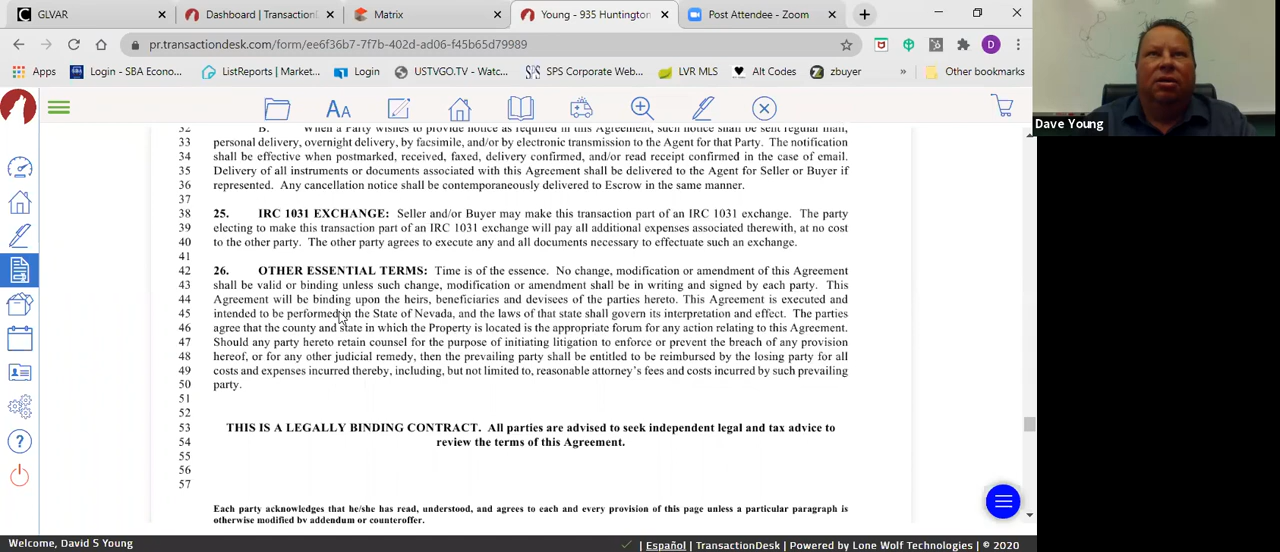 GLVAR
Dashboard | TransactionD
Matrix
Young - 935 Huntington
Post Attendee - Zoom
pr.transactiondesk.com/form/ee6f36b7-7f7b-402d-ad06-f45b65d79989
Apps
Login - SBA Econo...
ListReports | Market...
Login
USTVGO.TV - Watc...
SPS Corporate Web...
LVR MLS
Alt Codes
zbuyer
»
Other bookmarks
D
Dave Young
32 B. When a Party wishes to provide notice as required in this Agreement, such notice shall be sent regular mail,
33 personal delivery, overnight delivery, by facsimile, and/or by electronic transmission to the Agent for that Party. The notification
34 shall be effective when postmarked, received, faxed, delivery confirmed, and/or read receipt confirmed in the case of email.
35 Delivery of all instruments or documents associated with this Agreement shall be delivered to the Agent for Seller or Buyer if
36 represented. Any cancellation notice shall be contemporaneously delivered to Escrow in the same manner.
37
38 25. IRC 1031 EXCHANGE: Seller and/or Buyer may make this transaction part of an IRC 1031 exchange. The party
39 electing to make this transaction part of an IRC 1031 exchange will pay all additional expenses associated therewith, at no cost
40 to the other party. The other party agrees to execute any and all documents necessary to effectuate such an exchange.
41
42 26. OTHER ESSENTIAL TERMS: Time is of the essence. No change, modification or amendment of this Agreement
43 shall be valid or binding unless such change, modification or amendment shall be in writing and signed by each party. This
44 Agreement will be binding upon the heirs, beneficiaries and devisees of the parties hereto. This Agreement is executed and
45 intended to be performed in the State of Nevada, and the laws of that state shall govern its interpretation and effect. The parties
46 agree that the county and state in which the Property is located is the appropriate forum for any action relating to this Agreement.
47 Should any party hereto retain counsel for the purpose of initiating litigation to enforce or prevent the breach of any provision
48 hereof, or for any other judicial remedy, then the prevailing party shall be entitled to be reimbursed by the losing party for all
49 costs and expenses incurred thereby, including, but not limited to, reasonable attorney's fees and costs incurred by such prevailing
50 party.
51
52
53 THIS IS A LEGALLY BINDING CONTRACT. All parties are advised to seek independent legal and tax advice to
54 review the terms of this Agreement.
55
56
57
Each party acknowledges that he/she has read, understood, and agrees to each and every provision of this page unless a particular paragraph is
otherwise modified by addendum or counteroffer.
Welcome, David S Young
| Español | TransactionDesk | Powered by Lone Wolf Technologies | © 2020